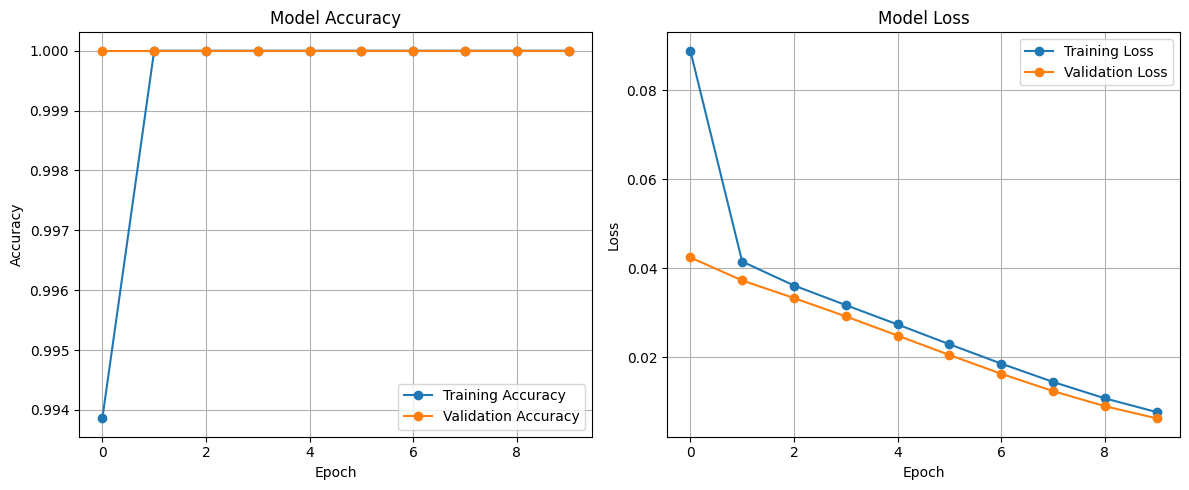 Model Accuracy
1.000
0.999
0.998
0.997
0.996
0.995
0.994
Accuracy
0 2 4 6 8
Epoch
Training Accuracy
Validation Accuracy
Model Loss
0.08
0.06
0.04
0.02
Loss
0 2 4 6 8
Epoch
Training Loss
Validation Loss